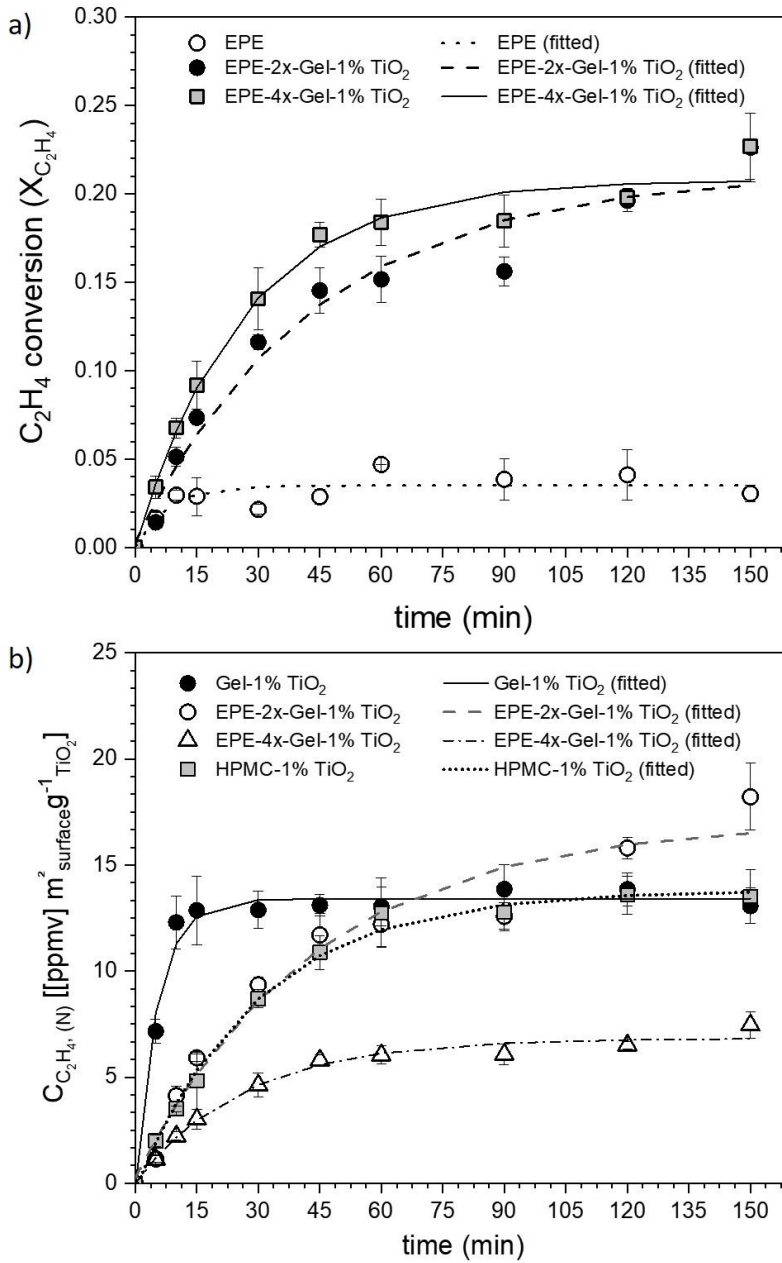 a)
0.30
0.25
0.20
0.15
0.10
0.05
0.00
C₂H₄ conversion (X_C₂H₄)
EPE
EPE-2x-Gel-1% TiO₂
EPE-4x-Gel-1% TiO₂
EPE (fitted)
EPE-2x-Gel-1% TiO₂ (fitted)
EPE-4x-Gel-1% TiO₂ (fitted)
0 15 30 45 60 75 90 105 120 135 150
time (min)
b)
25
20
15
10
5
0
C_C₂H₄, (N) [[ppmv] m²surface g⁻¹TiO₂]
Gel-1% TiO₂
EPE-2x-Gel-1% TiO₂
EPE-4x-Gel-1% TiO₂
HPMC-1% TiO₂
Gel-1% TiO₂ (fitted)
EPE-2x-Gel-1% TiO₂ (fitted)
EPE-4x-Gel-1% TiO₂ (fitted)
HPMC-1% TiO₂ (fitted)
0 15 30 45 60 75 90 105 120 135 150
time (min)